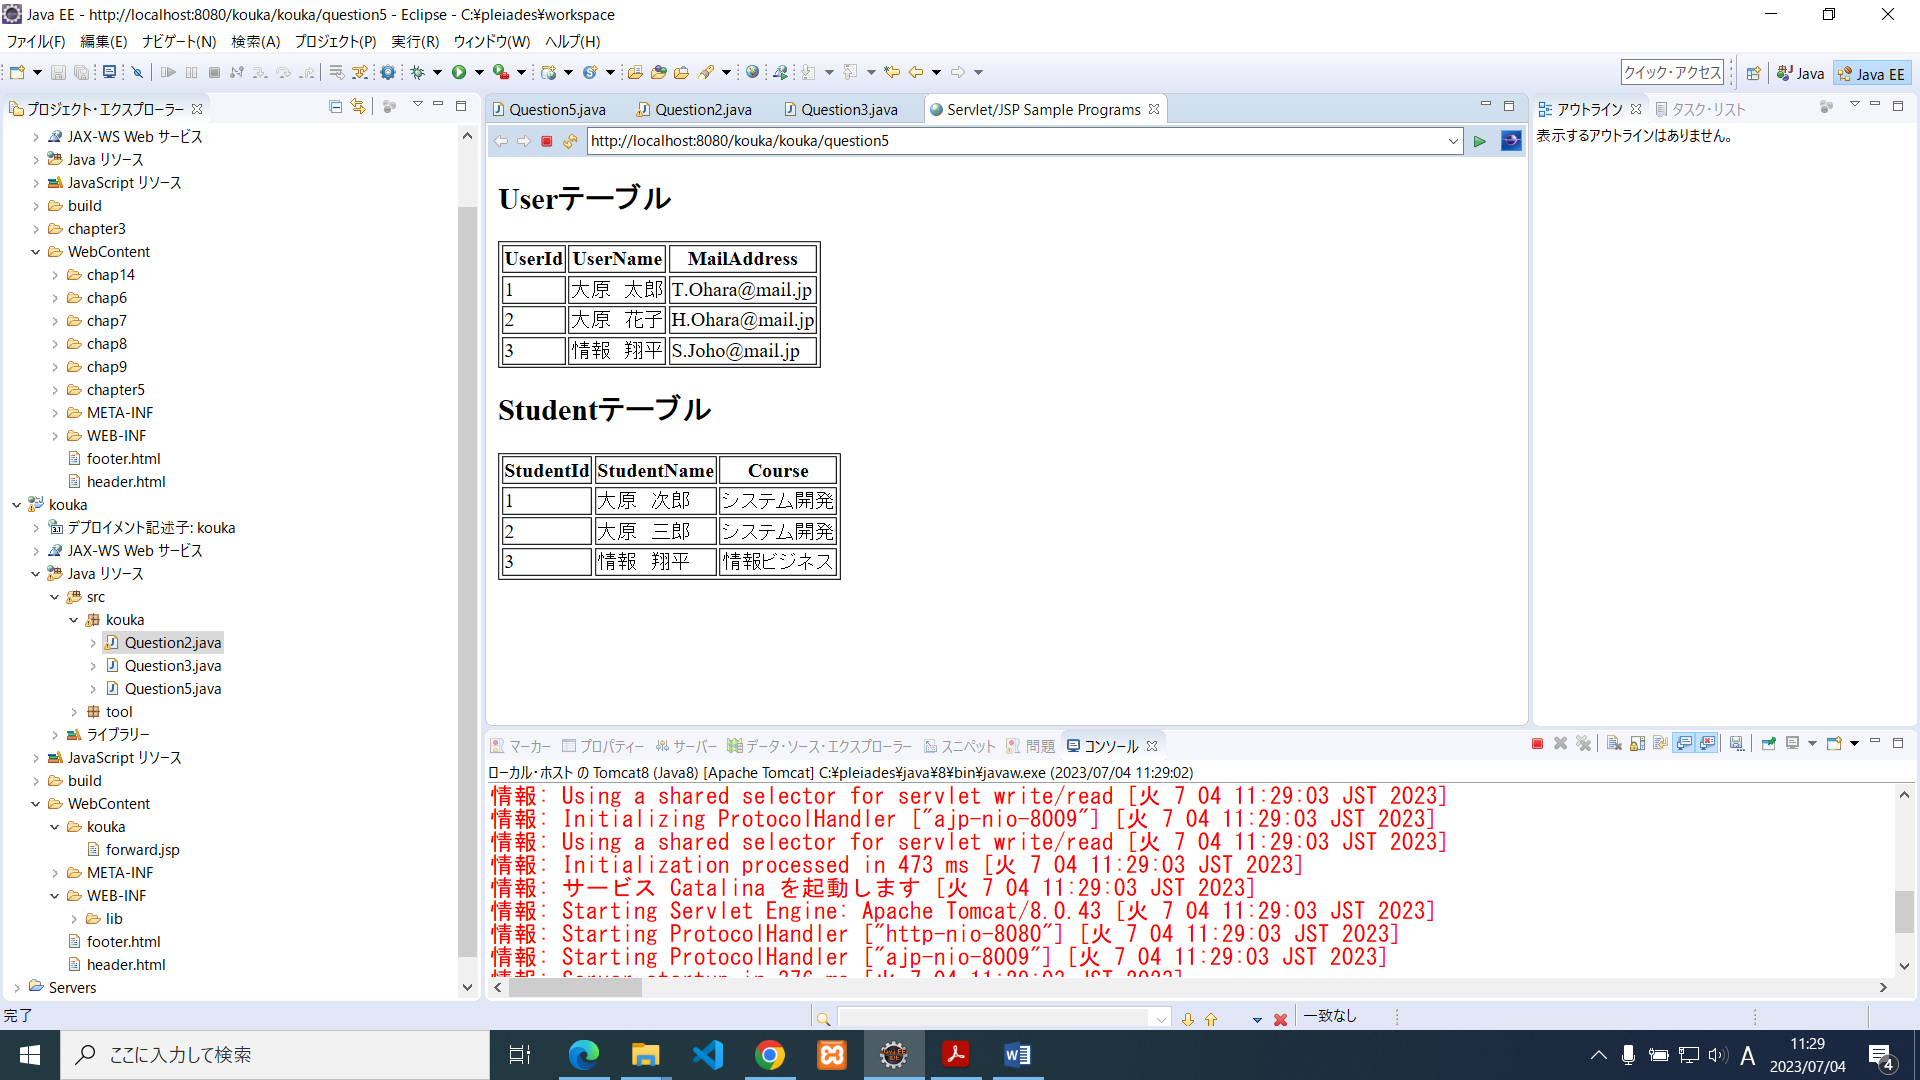 Java EE - http://localhost:8080/kouka/kouka/question5 - Eclipse - C:¥pleiades¥workspace
ファイル(F) 編集(E) ナビゲート(N) 検索(A) プロジェクト(P) 実行(R) ウィンドウ(W) ヘルプ(H)
クイック・アクセス Java Java EE
プロジェクト・エクスプローラー
JAX-WS Web サービス
Java リソース
JavaScript リソース
build
chapter3
WebContent
chap14
chap6
chap7
chap8
chap9
chapter5
META-INF
WEB-INF
footer.html
header.html
kouka
デプロイメント記述子: kouka
JAX-WS Web サービス
Java リソース
src
kouka
Question2.java
Question3.java
Question5.java
tool
ライブラリー
JavaScript リソース
build
WebContent
kouka
forward.jsp
META-INF
WEB-INF
lib
footer.html
header.html
Servers
Question5.java Question2.java Question3.java Servlet/JSP Sample Programs
http://localhost:8080/kouka/kouka/question5
Userテーブル
UserId UserName MailAddress
1 大原 太郎 T.Ohara@mail.jp
2 大原 花子 H.Ohara@mail.jp
3 情報 翔平 S.Joho@mail.jp
Studentテーブル
StudentId StudentName Course
1 大原 次郎 システム開発
2 大原 三郎 システム開発
3 情報 翔平 情報ビジネス
アウトライン タスク・リスト
表示するアウトラインはありません。
マーカー プロパティー サーバー データ・ソース・エクスプローラー スニペット 問題 コンソール
ローカル・ホスト の Tomcat8 (Java8) [Apache Tomcat] C:¥pleiades¥java¥8¥bin¥javaw.exe (2023/07/04 11:29:02)
情報: Using a shared selector for servlet write/read [火 7 04 11:29:03 JST 2023]
情報: Initializing ProtocolHandler ["ajp-nio-8009"] [火 7 04 11:29:03 JST 2023]
情報: Using a shared selector for servlet write/read [火 7 04 11:29:03 JST 2023]
情報: Initialization processed in 473 ms [火 7 04 11:29:03 JST 2023]
情報: サービス Catalina を起動します [火 7 04 11:29:03 JST 2023]
情報: Starting Servlet Engine: Apache Tomcat/8.0.43 [火 7 04 11:29:03 JST 2023]
情報: Starting ProtocolHandler ["http-nio-8080"] [火 7 04 11:29:03 JST 2023]
情報: Starting ProtocolHandler ["ajp-nio-8009"] [火 7 04 11:29:03 JST 2023]
情報: Server startup in 376 ms [火 7 04 11:29:03 JST 2023]
完了 一致なし
ここに入力して検索
A 11:29
2023/07/04
4